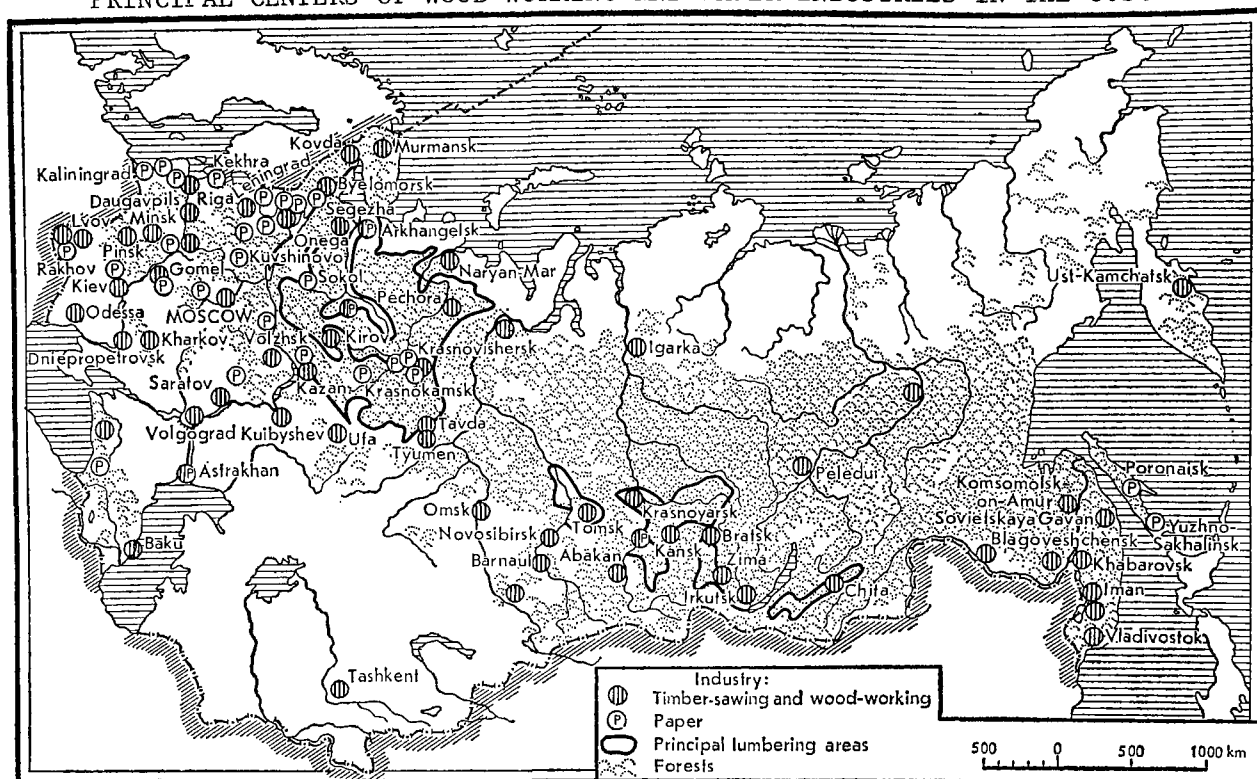 PRINCIPAL CENTERS OF WOOD WORKING AND PAPER INDUSTRIES IN THE USSR
Kovda
Murmansk
Kaliningrad
Kekhra
Leningrad
Byelomorsk
Daugavpils
Riga
Segezha
Lvov
Minsk
Onega
Arkhangelsk
Pinsk
Kuvshinovo
Naryan-Mar
Rakhov
Gomel
Sokol
Ust-Kamchatsk
Kiev
Pechora
Odessa
MOSCOW
Kharkov
Volzhsk
Kirov
Krasnovishersk
Igarka
Dniepropetrovsk
Saratov
Kazan
Krasnokamsk
Volgograd
Kuibyshev
Ufa
Tavda
Tyumen
Astrakhan
Peledui
Poronaisk
Komsomolsk-
on-Amur
Omsk
Tomsk
Krasnoyarsk
Sovietskaya Gavan
Yuzhno-
Sakhalinsk
Novosibirsk
Kansk
Bratsk
Blagoveshchensk
Baku
Barnaul
Abakan
Zima
Khabarovsk
Irkutsk
Chita
Iman
Vladivostok
Tashkent
Industry:
Timber-sawing and wood-working
P Paper
Principal lumbering areas
Forests
500 0 500 1000 km